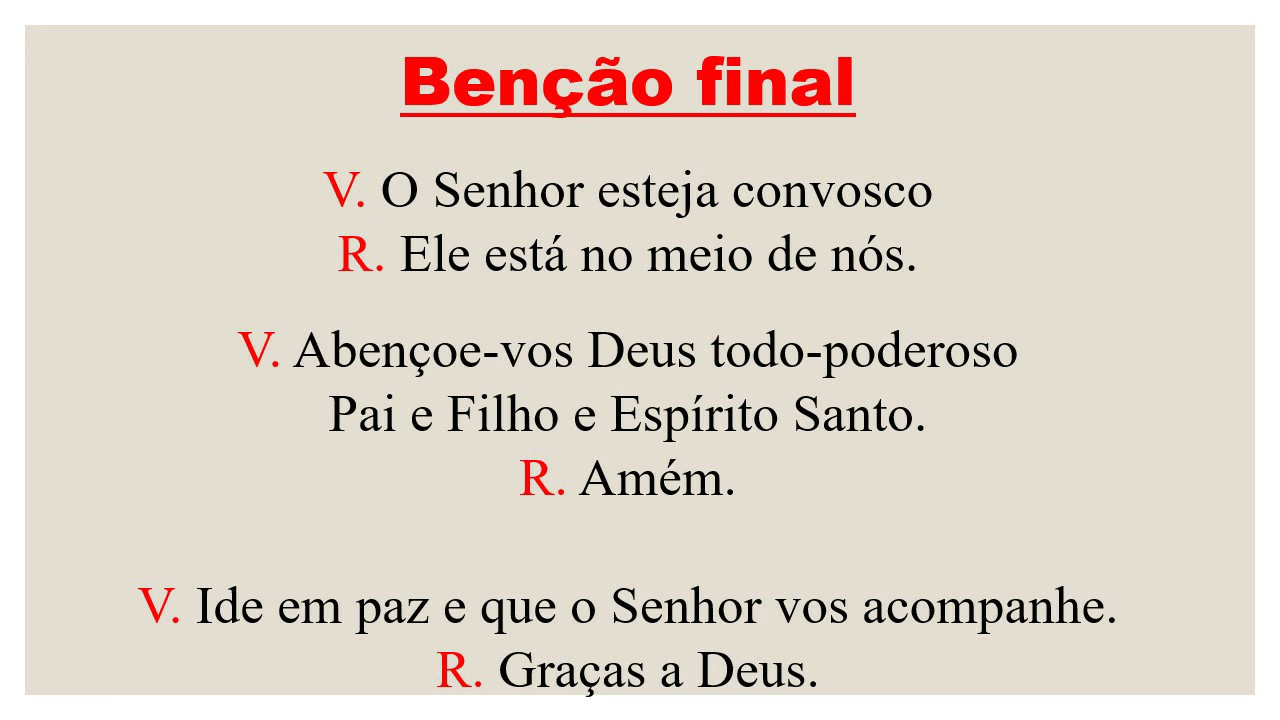 Benção final
V. O Senhor esteja convosco
R. Ele está no meio de nós.
V. Abençoe-vos Deus todo-poderoso
Pai e Filho e Espírito Santo.
R. Amém.
V. Ide em paz e que o Senhor vos acompanhe.
R. Graças a Deus.